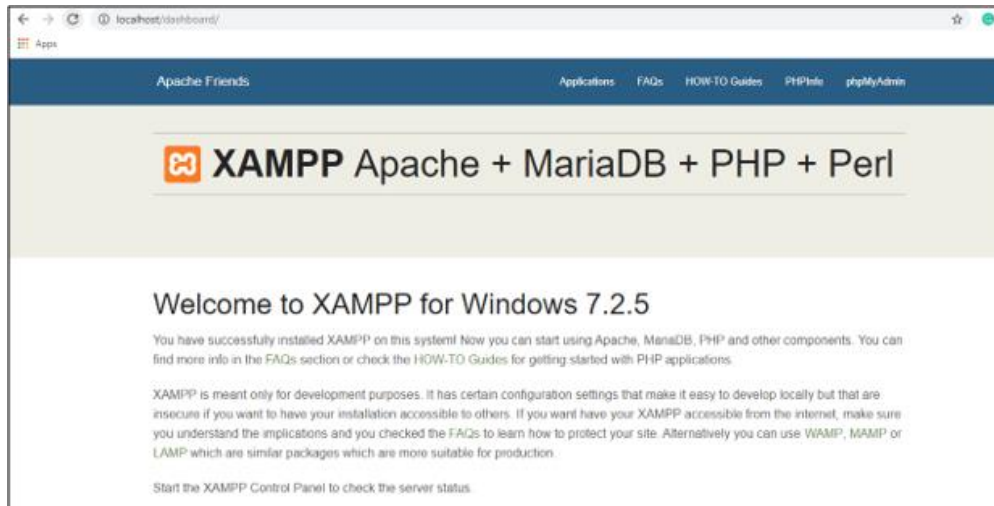 localhost/dashboard/
Apps
Apache Friends
Applications FAQs HOW-TO Guides PHPInfo phpMyAdmin
XAMPP Apache + MariaDB + PHP + Perl
Welcome to XAMPP for Windows 7.2.5
You have successfully installed XAMPP on this system! Now you can start using Apache, MariaDB, PHP and other components. You can
find more info in the FAQs section or check the HOW-TO Guides for getting started with PHP applications.
XAMPP is meant only for development purposes. It has certain configuration settings that make it easy to develop locally but that are
insecure if you want to have your installation accessible to others. If you want have your XAMPP accessible from the internet, make sure
you understand the implications and you checked the FAQs to learn how to protect your site. Alternatively you can use WAMP, MAMP or
LAMP which are similar packages which are more suitable for production.
Start the XAMPP Control Panel to check the server status.